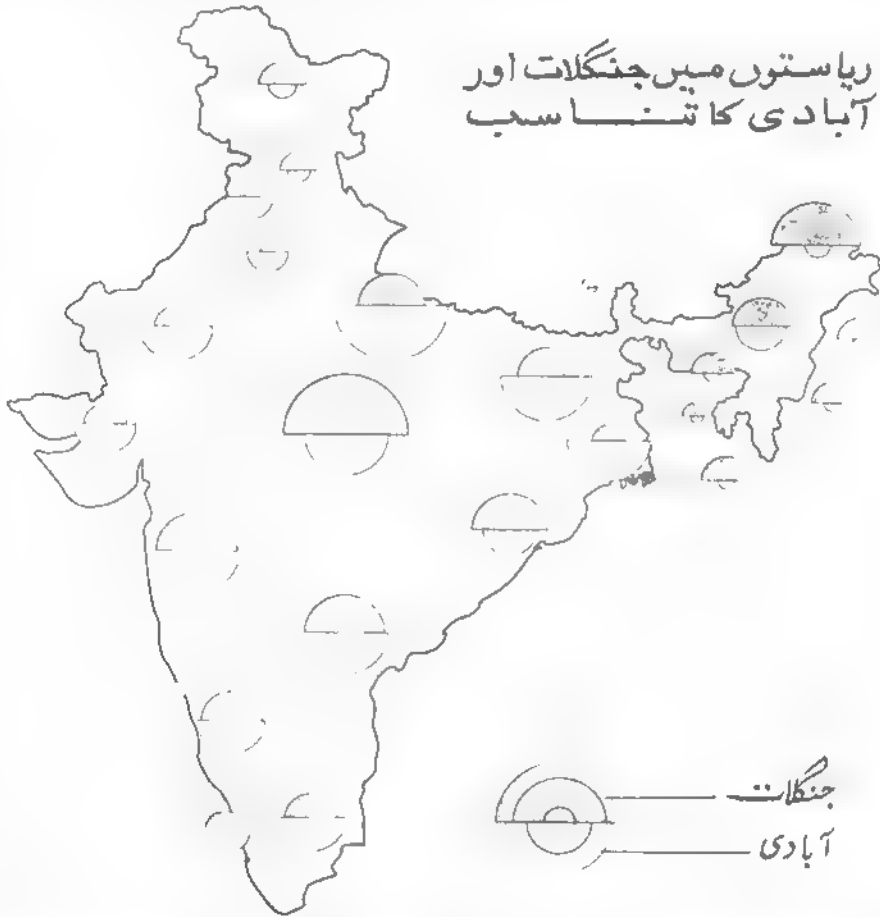 ریاستوں میں جنگلات اور
آبادی کا تناسب
جنگلات
آبادی